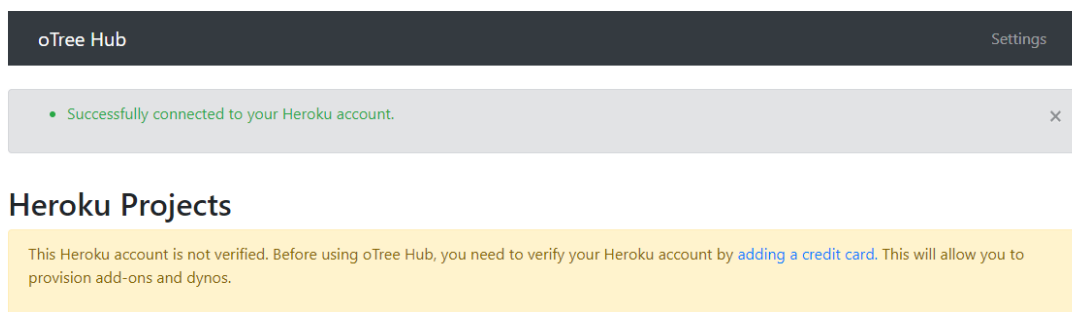 oTree Hub Settings
Successfully connected to your Heroku account. ×
Heroku Projects
This Heroku account is not verified. Before using oTree Hub, you need to verify your Heroku account by adding a credit card. This will allow you to
provision add-ons and dynos.